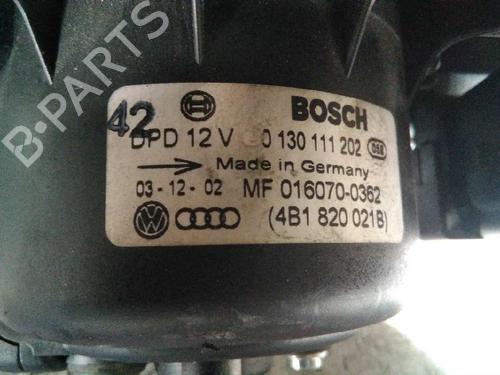 BOSCH
42
DPD 12 V 0 130 111 202
Made in Germany
03-12-02 MF 016070-0362
(4B1 820 021B)
B-PARTS